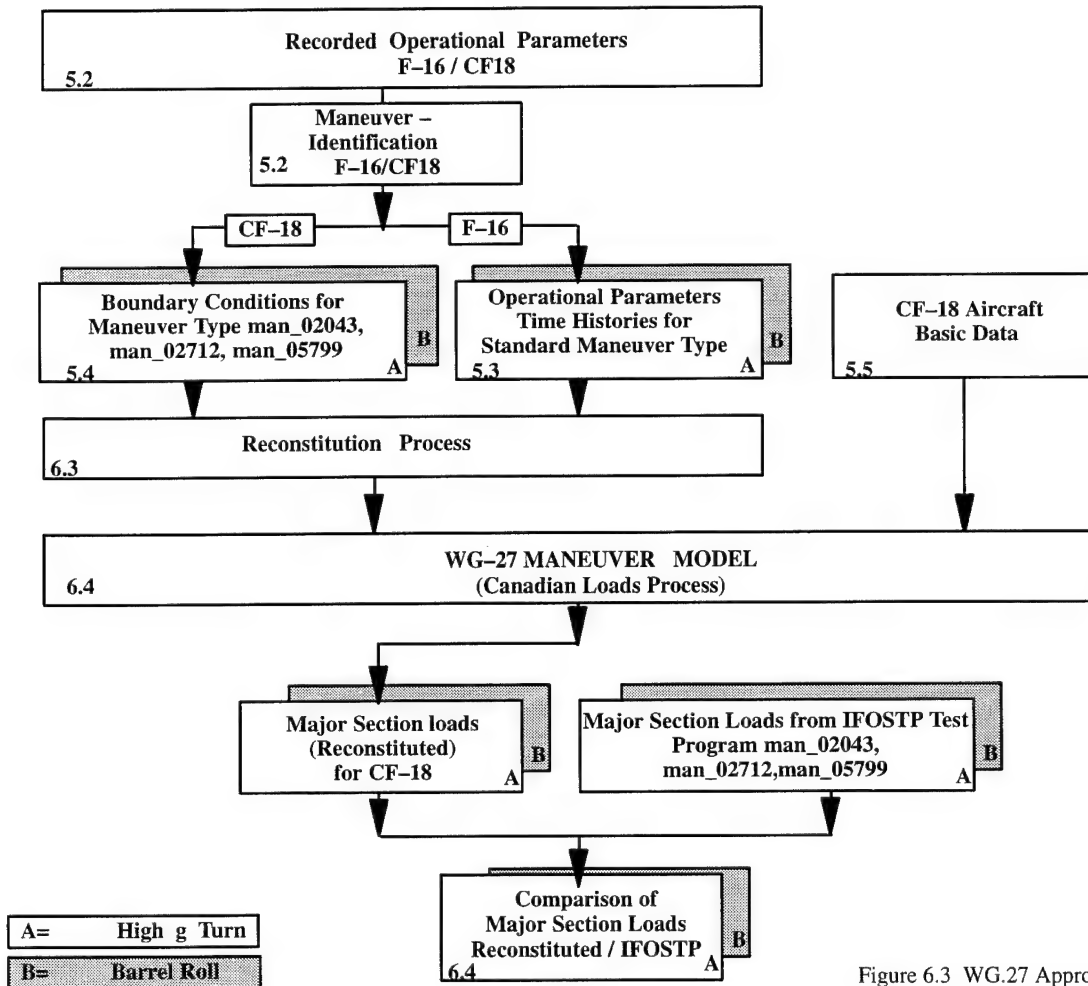 Recorded Operational Parameters
F–16 / CF18
5.2
Maneuver –
Identification
5.2 F–16/CF18
CF–18
F–16
Boundary Conditions for
Maneuver Type man_02043,
man_02712, man_05799
5.4
A
B
Operational Parameters
Time Histories for
Standard Maneuver Type
5.3
A
B
CF–18 Aircraft
Basic Data
5.5
Reconstitution Process
6.3
WG–27 MANEUVER MODEL
6.4 (Canadian Loads Process)
Major Section loads
(Reconstituted)
for CF–18
A
B
Major Section Loads from IFOSTP Test
Program man_02043,
man_02712,man_05799
A
B
Comparison of
Major Section Loads
Reconstituted / IFOSTP
6.4
A
B
A= High g Turn
B= Barrel Roll
Figure 6.3 WG.27 Appro